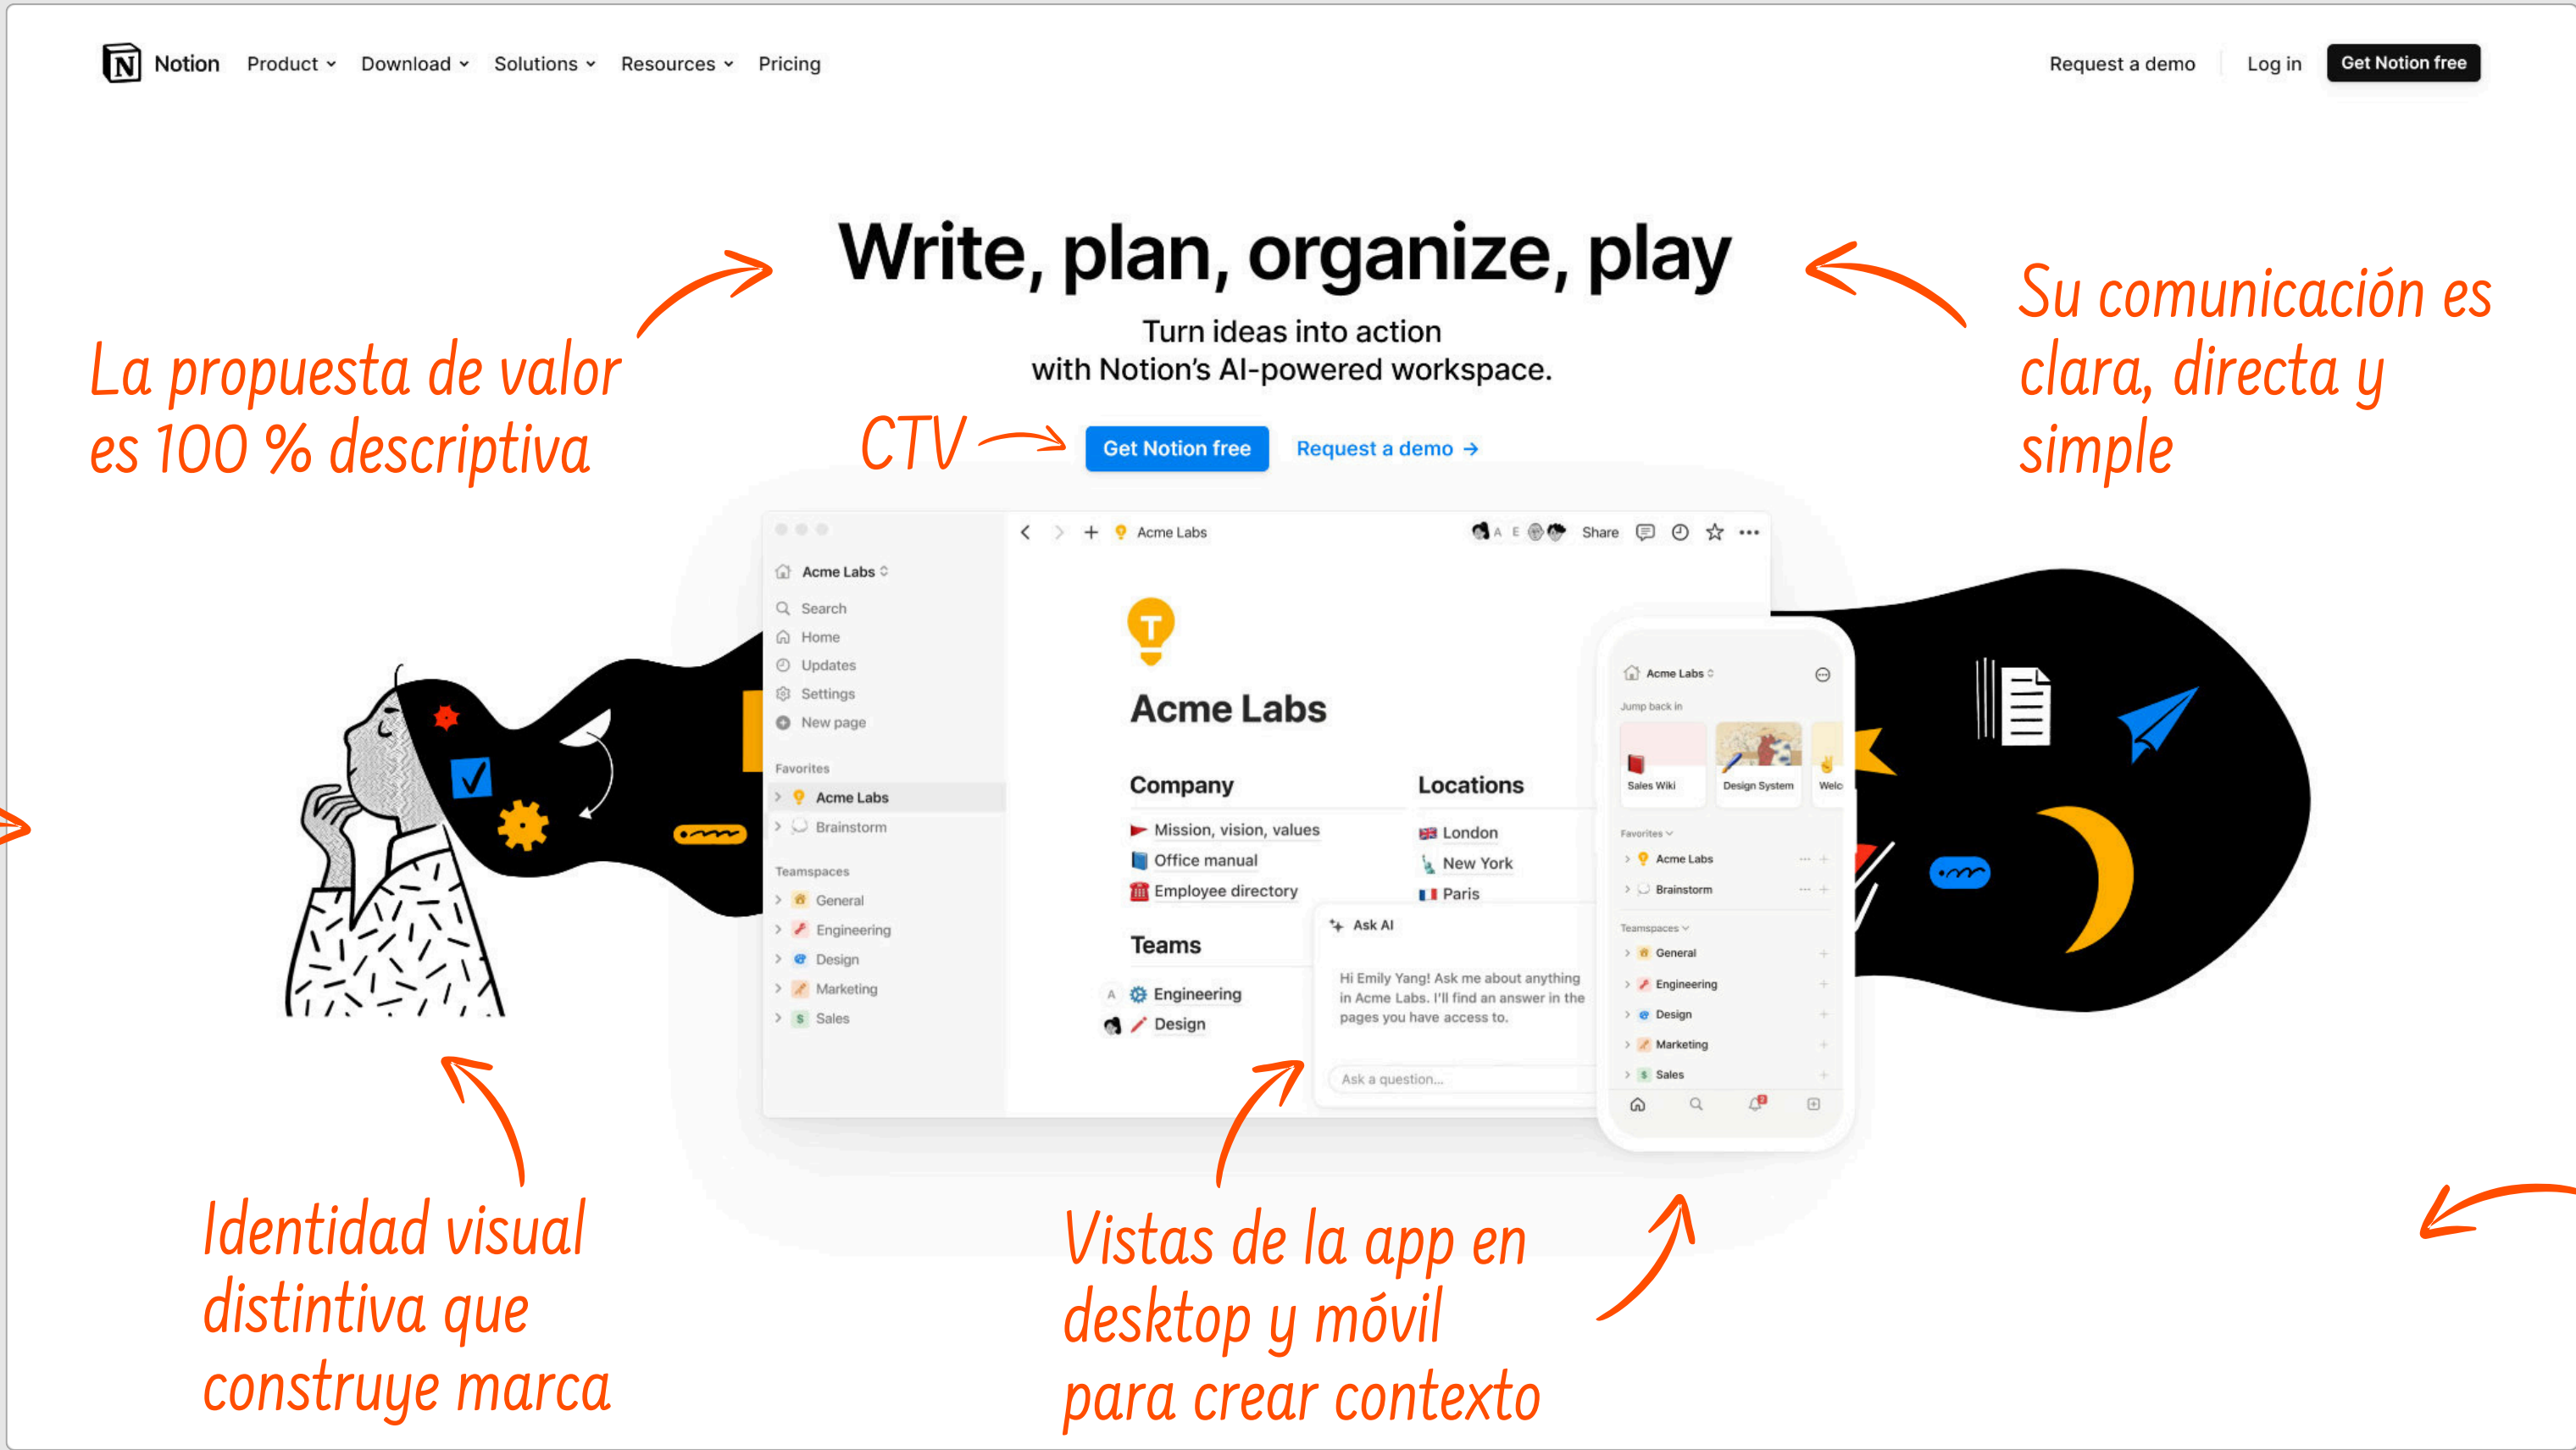 Notion Product Download Solutions Resources Pricing
Request a demo Log in Get Notion free
Write, plan, organize, play
Turn ideas into action
with Notion's AI-powered workspace.
La propuesta de valor
es 100 % descriptiva
Su comunicación es
clara, directa y
simple
CTV
Get Notion free Request a demo →
Acme Labs
Search
Home
Updates
Settings
New page
Favorites
Acme Labs
Brainstorm
Teamspaces
General
Engineering
Design
Marketing
Sales
Acme Labs
A E Share
T
Acme Labs
Company
Mission, vision, values
Office manual
Employee directory
Locations
London
New York
Paris
Teams
A Engineering
Design
Ask AI
Hi Emily Yang! Ask me about anything
in Acme Labs. I'll find an answer in the
pages you have access to.
Ask a question...
Acme Labs
Jump back in
Sales Wiki
Design System
Welc
Favorites
Acme Labs
Brainstorm
Teamspaces
General
Engineering
Design
Marketing
Sales
Identidad visual
distintiva que
construye marca
Vistas de la app en
desktop y móvil
para crear contexto